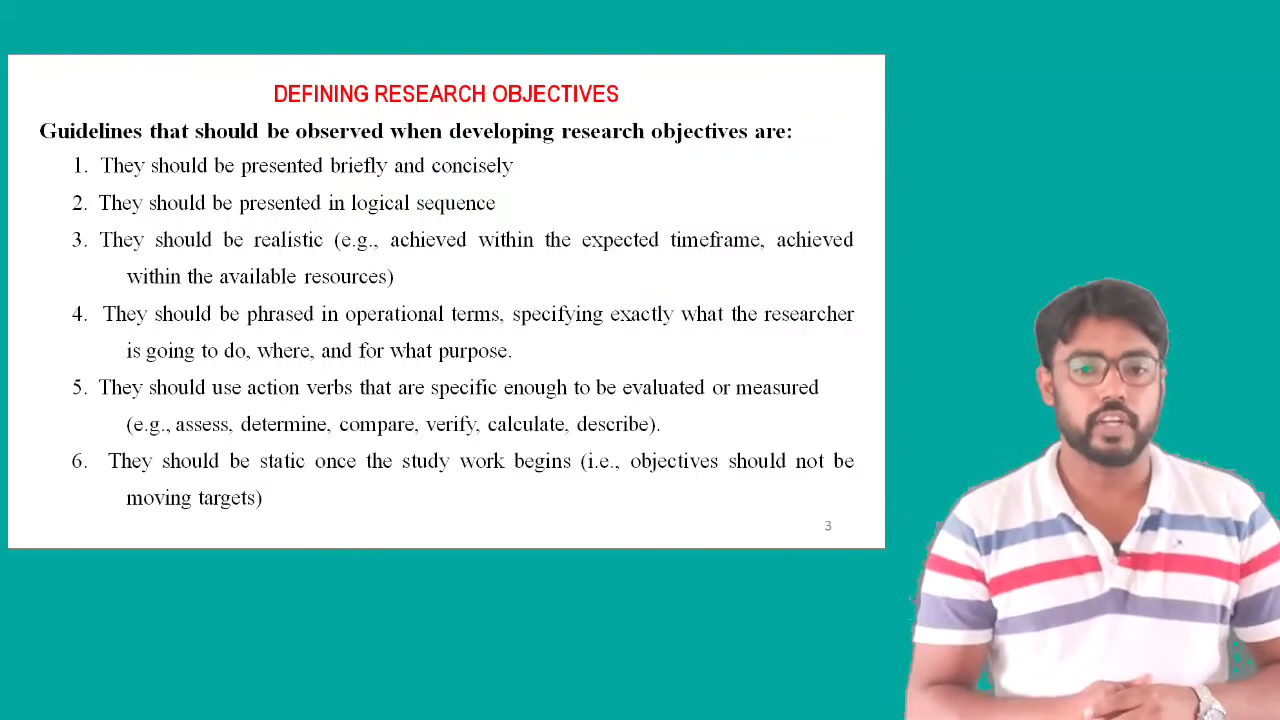 DEFINING RESEARCH OBJECTIVES
Guidelines that should be observed when developing research objectives are:
1. They should be presented briefly and concisely
2. They should be presented in logical sequence
3. They should be realistic (e.g., achieved within the expected timeframe, achieved
within the available resources)
4. They should be phrased in operational terms, specifying exactly what the researcher
is going to do, where, and for what purpose.
5. They should use action verbs that are specific enough to be evaluated or measured
(e.g., assess, determine, compare, verify, calculate, describe).
6. They should be static once the study work begins (i.e., objectives should not be
moving targets)
3